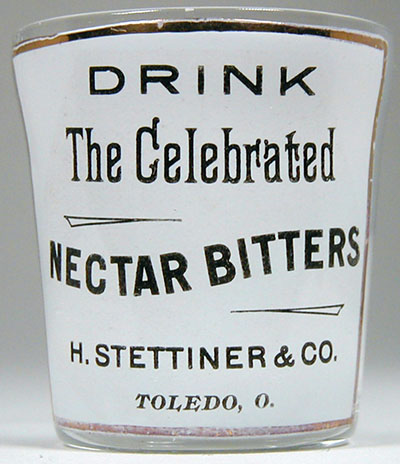 DRINK
The Celebrated
NECTAR BITTERS
H. STETTINER & CO.
TOLEDO, O.